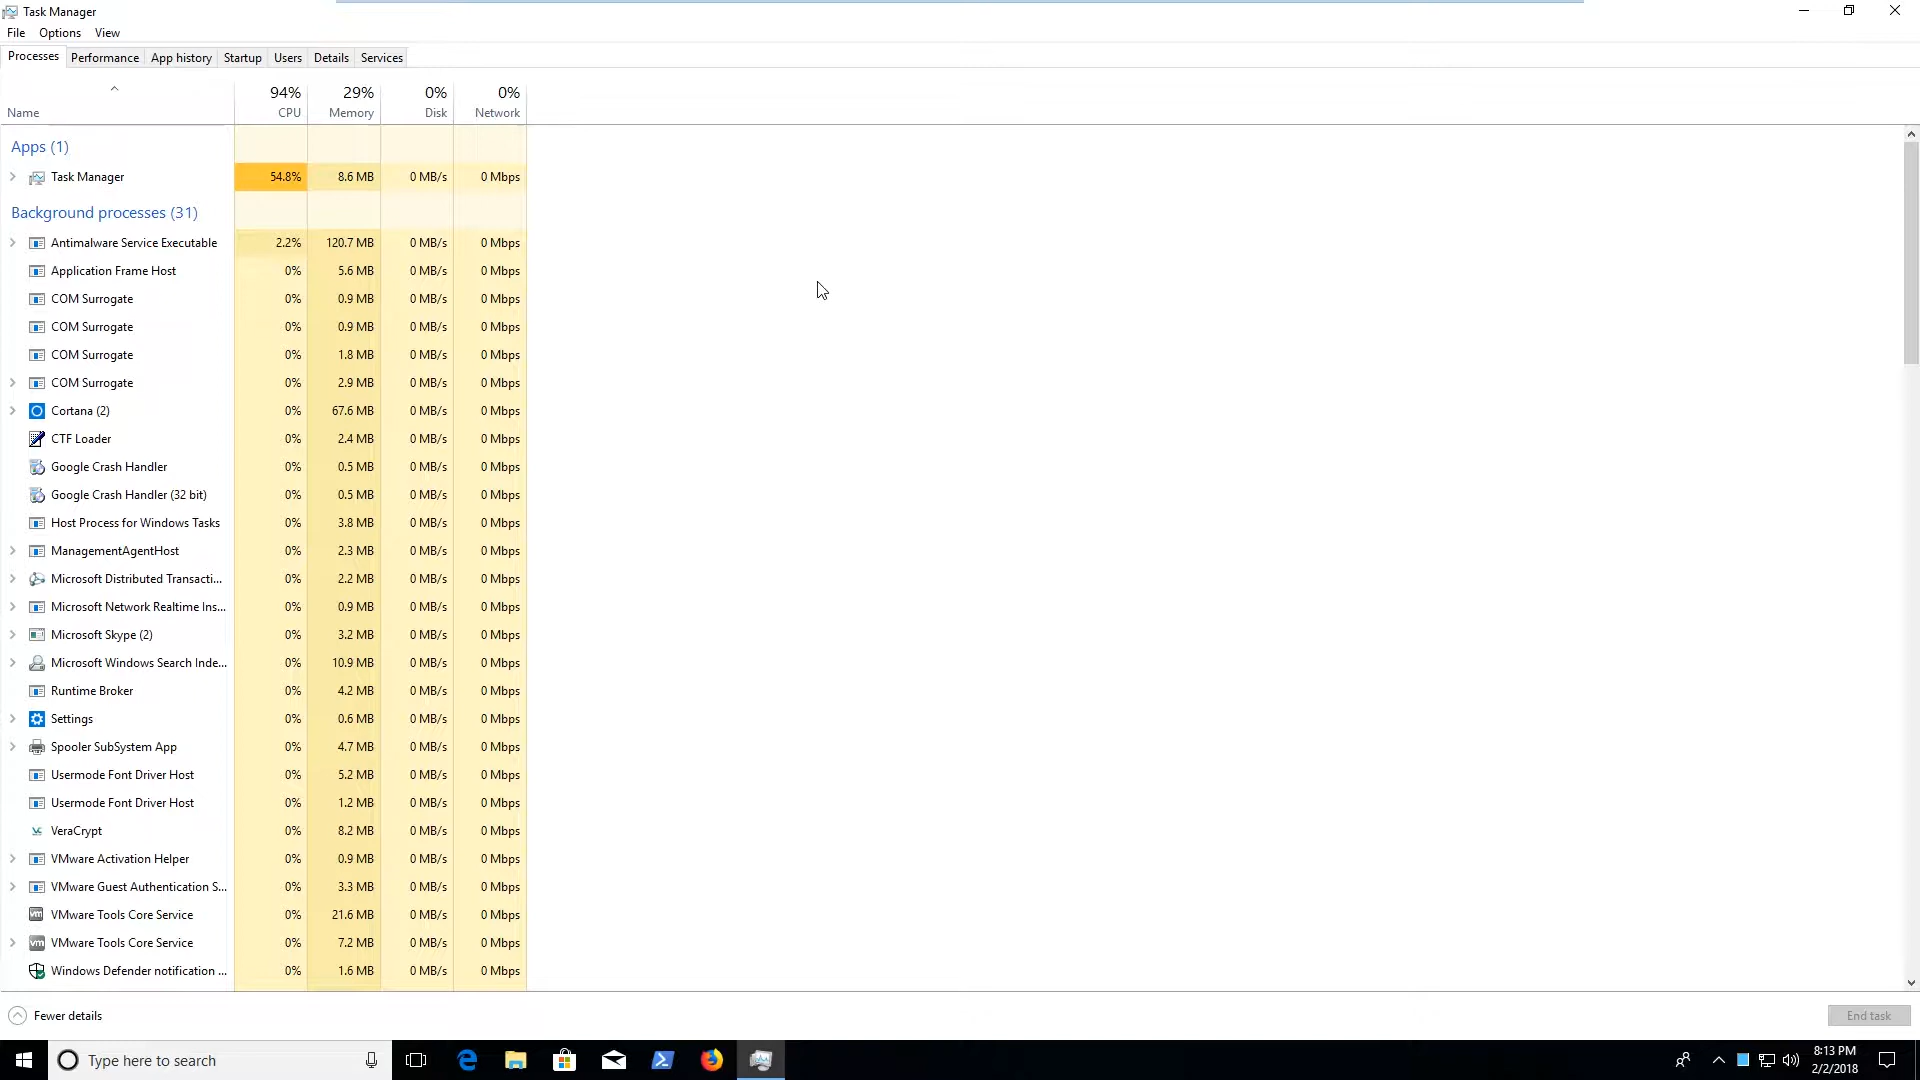 Task Manager
File Options View
Processes Performance App history Startup Users Details Services
94% 29% 0% 0%
Name CPU Memory Disk Network
Apps (1)
Task Manager 54.8% 8.6 MB 0 MB/s 0 Mbps
Background processes (31)
Antimalware Service Executable 2.2% 120.7 MB 0 MB/s 0 Mbps
Application Frame Host 0% 5.6 MB 0 MB/s 0 Mbps
COM Surrogate 0% 0.9 MB 0 MB/s 0 Mbps
COM Surrogate 0% 0.9 MB 0 MB/s 0 Mbps
COM Surrogate 0% 1.8 MB 0 MB/s 0 Mbps
COM Surrogate 0% 2.9 MB 0 MB/s 0 Mbps
Cortana (2) 0% 67.6 MB 0 MB/s 0 Mbps
CTF Loader 0% 2.4 MB 0 MB/s 0 Mbps
Google Crash Handler 0% 0.5 MB 0 MB/s 0 Mbps
Google Crash Handler (32 bit) 0% 0.5 MB 0 MB/s 0 Mbps
Host Process for Windows Tasks 0% 3.8 MB 0 MB/s 0 Mbps
ManagementAgentHost 0% 2.3 MB 0 MB/s 0 Mbps
Microsoft Distributed Transacti... 0% 2.2 MB 0 MB/s 0 Mbps
Microsoft Network Realtime Ins... 0% 0.9 MB 0 MB/s 0 Mbps
Microsoft Skype (2) 0% 3.2 MB 0 MB/s 0 Mbps
Microsoft Windows Search Inde... 0% 10.9 MB 0 MB/s 0 Mbps
Runtime Broker 0% 4.2 MB 0 MB/s 0 Mbps
Settings 0% 0.6 MB 0 MB/s 0 Mbps
Spooler SubSystem App 0% 4.7 MB 0 MB/s 0 Mbps
Usermode Font Driver Host 0% 5.2 MB 0 MB/s 0 Mbps
Usermode Font Driver Host 0% 1.2 MB 0 MB/s 0 Mbps
VeraCrypt 0% 8.2 MB 0 MB/s 0 Mbps
VMware Activation Helper 0% 0.9 MB 0 MB/s 0 Mbps
VMware Guest Authentication S... 0% 3.3 MB 0 MB/s 0 Mbps
VMware Tools Core Service 0% 21.6 MB 0 MB/s 0 Mbps
VMware Tools Core Service 0% 7.2 MB 0 MB/s 0 Mbps
Windows Defender notification ... 0% 1.6 MB 0 MB/s 0 Mbps
Fewer details End task
Type here to search
8:13 PM
2/2/2018